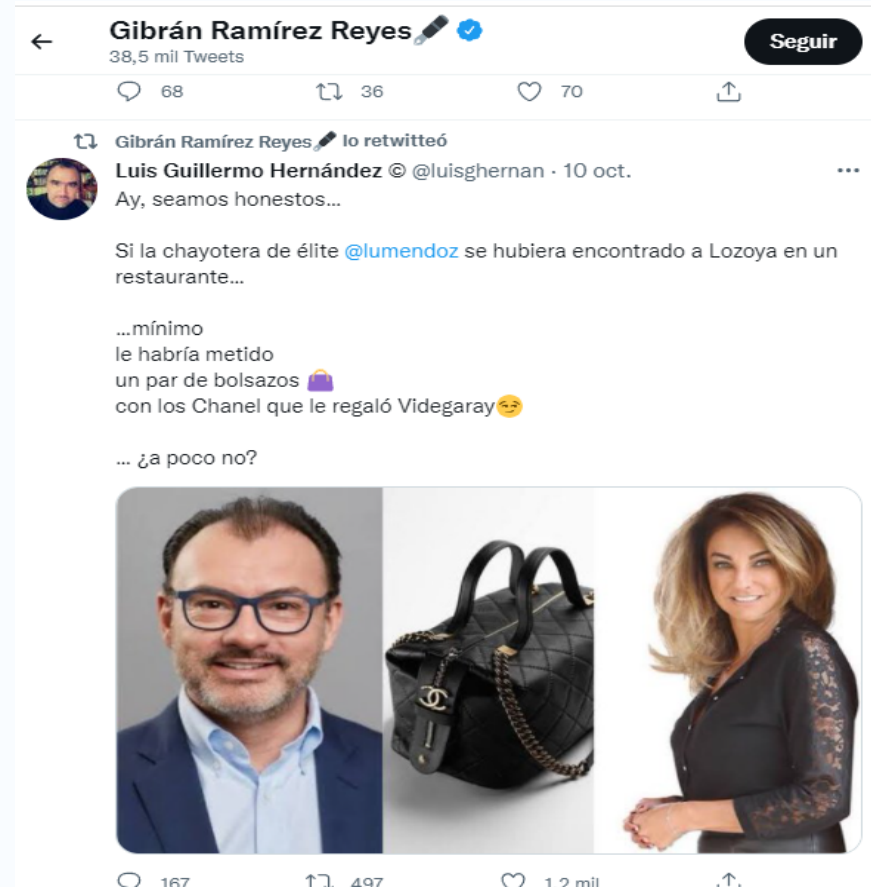 Gibrán Ramírez Reyes
38,5 mil Tweets
Seguir
68 36 70
Gibrán Ramírez Reyes lo retwitteó
Luis Guillermo Hernández © @luisghernan · 10 oct.
Ay, seamos honestos...
Si la chayotera de élite @lumendoz se hubiera encontrado a Lozoya en un
restaurante...
...mínimo
le habría metido
un par de bolsazos
con los Chanel que le regaló Videgaray
... ¿a poco no?
167 497 1,2 mil